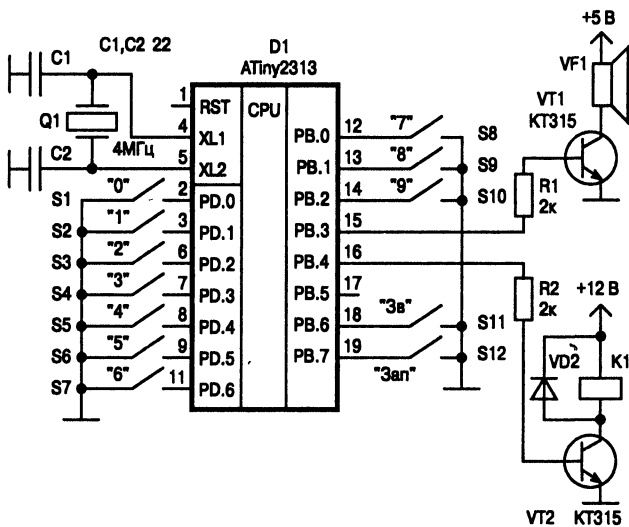 +5 В
C1
C1,C2 22
D1
ATiny2313
VF1
VT1
KT315
Q1
4МГц
C2
1
RST
CPU
4
XL1
5
XL2
S1
"0"
2
PD.0
S2
"1"
3
PD.1
S3
"2"
6
PD.2
S4
"3"
7
PD.3
S5
"4"
8
PD.4
S6
"5"
9
PD.5
S7
"6"
11
PD.6
PB.0
12
"7"
S8
PB.1
13
"8"
S9
PB.2
14
"9"
S10
PB.3
15
PB.4
16
PB.5
17
PB.6
18
"Зв"
S11
PB.7
19
"Зап"
S12
R1
2к
R2
2к
+12 В
VD2
K1
VT2
KT315